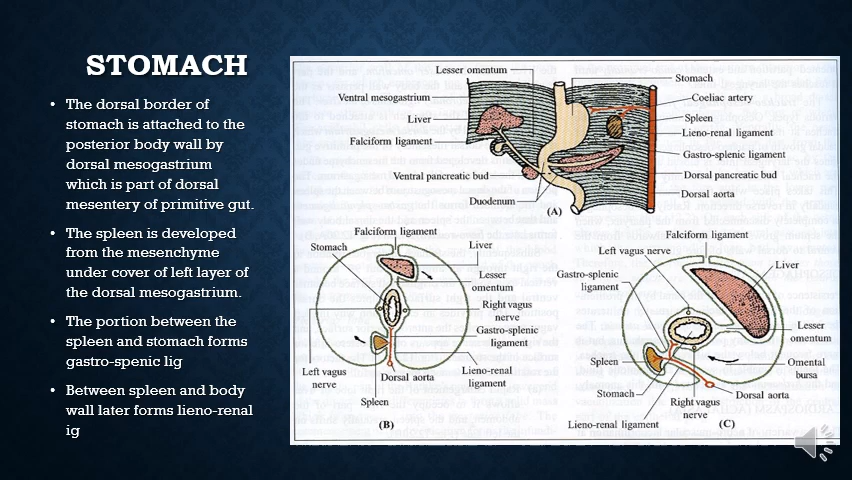 STOMACH
• The dorsal border of
stomach is attached to the
posterior body wall by
dorsal mesogastrium
which is part of dorsal
mesentery of primitive gut.
• The spleen is developed
from the mesenchyme
under cover of left layer of
the dorsal mesogastrium.
• The portion between the
spleen and stomach forms
gastro-spenic lig
• Between spleen and body
wall later forms lieno-renal
ig
Lesser omentum
Ventral mesogastrium
Liver
Falciform ligament
Ventral pancreatic bud
Duodenum
Stomach
Coeliac artery
Spleen
Lieno-renal ligament
Gastro-splenic ligament
Dorsal pancreatic bud
Dorsal aorta
(A)
Falciform ligament
Stomach
Liver
Lesser
omentum
Right vagus
nerve
Gastro-splenic
ligament
Lieno-renal
ligament
Left vagus
nerve
Dorsal aorta
Spleen
(B)
Falciform ligament
Left vagus nerve
Liver
Gastro-splenic
ligament
Lesser
omentum
Omental
bursa
Spleen
Stomach
Right vagus
nerve
Dorsal aorta
Lieno-renal ligament
(C)